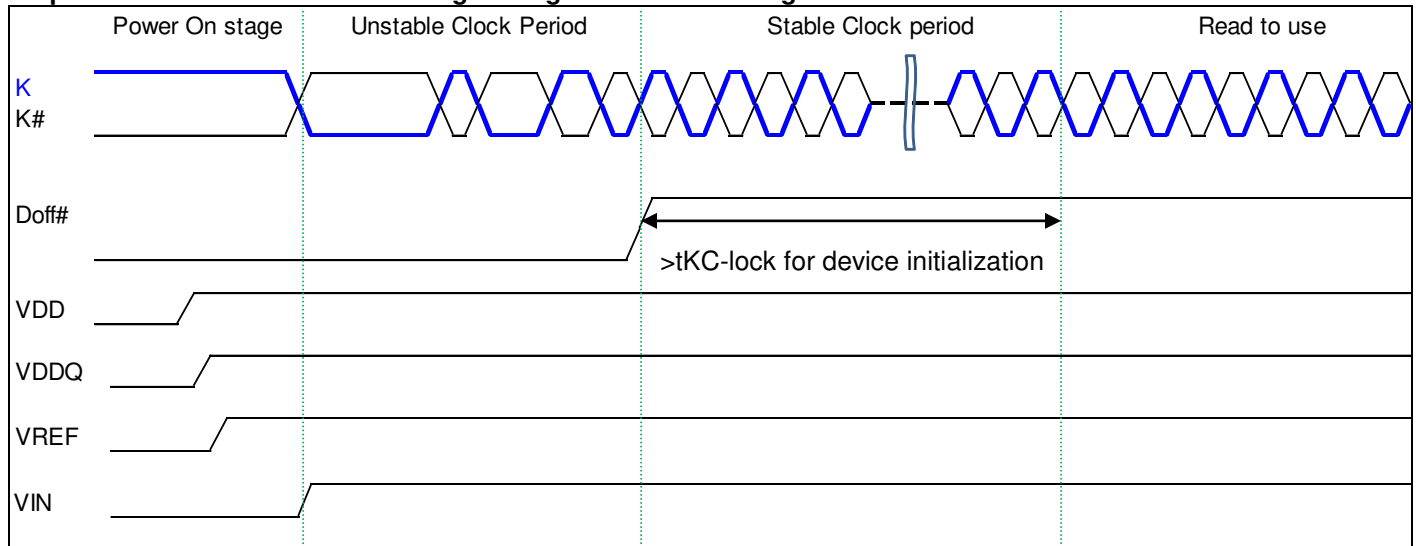 Power On stage Unstable Clock Period Stable Clock period Read to use
K
K#
Doff#
>tKC-lock for device initialization
VDD
VDDQ
VREF
VIN